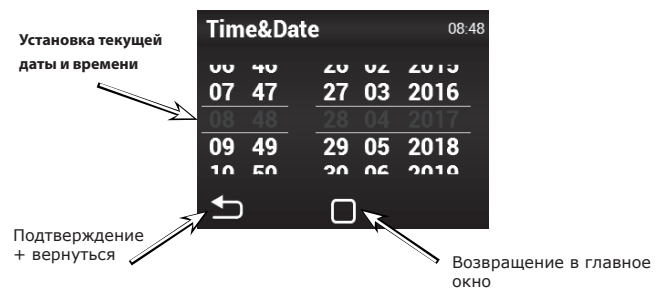 Time&Date 08:48
Установка текущей
даты и времени
06 46 26 02 2015
07 47 27 03 2016
08 48 28 04 2017
09 49 29 05 2018
10 50 30 06 2019
Подтверждение
+ вернуться
Возвращение в главное
окно